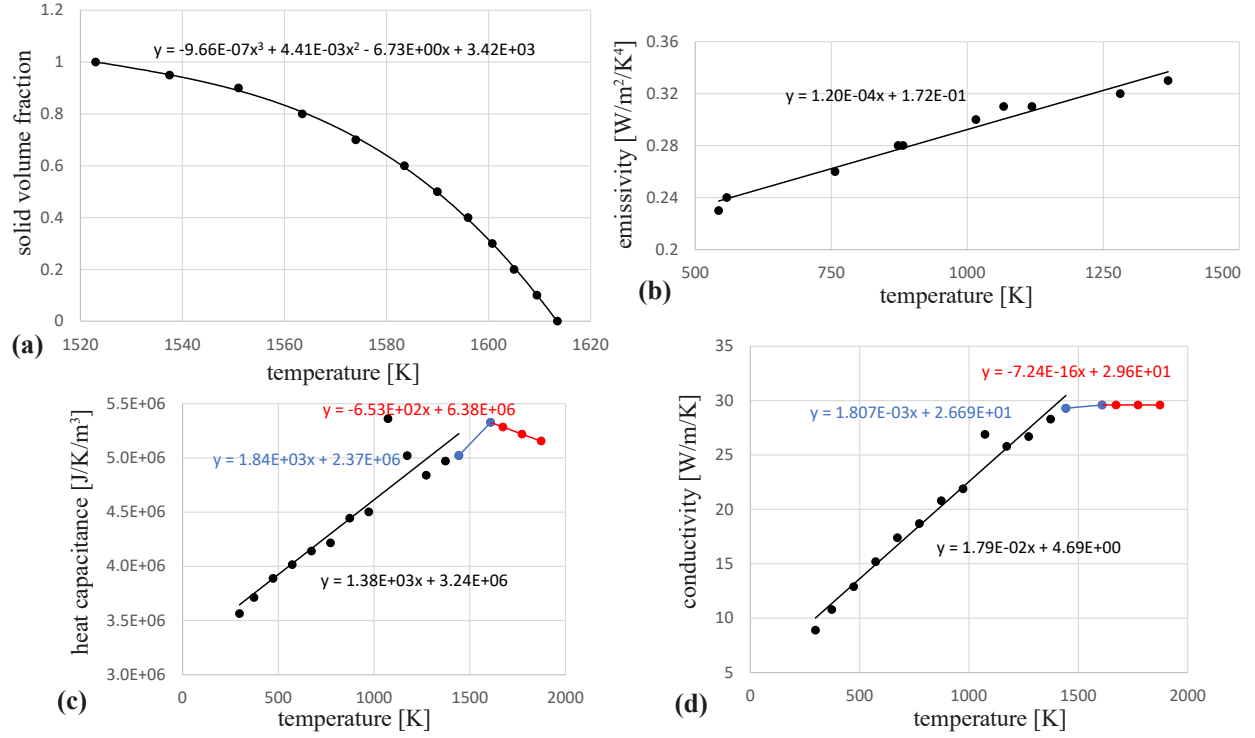 1.2
y = -9.66E-07x³ + 4.41E-03x² - 6.73E+00x + 3.42E+03
1
0.8
0.6
0.4
0.2
0
solid volume fraction
1520 1540 1560 1580 1600 1620
(a)
temperature [K]
0.36
y = 1.20E-04x + 1.72E-01
0.32
0.28
0.24
0.2
emissivity [W/m²/K⁴]
500 750 1000 1250 1500
(b)
temperature [K]
5.5E+06
y = -6.53E+02x + 6.38E+06
5.0E+06
y = 1.84E+03x + 2.37E+06
4.5E+06
4.0E+06
y = 1.38E+03x + 3.24E+06
3.5E+06
3.0E+06
heat capacitance [J/K/m³]
0 500 1000 1500 2000
(c)
temperature [K]
35
y = -7.24E-16x + 2.96E+01
30
y = 1.807E-03x + 2.669E+01
25
20
15
y = 1.79E-02x + 4.69E+00
10
5
conductivity [W/m/K]
0 500 1000 1500 2000
(d)
temperature [K]